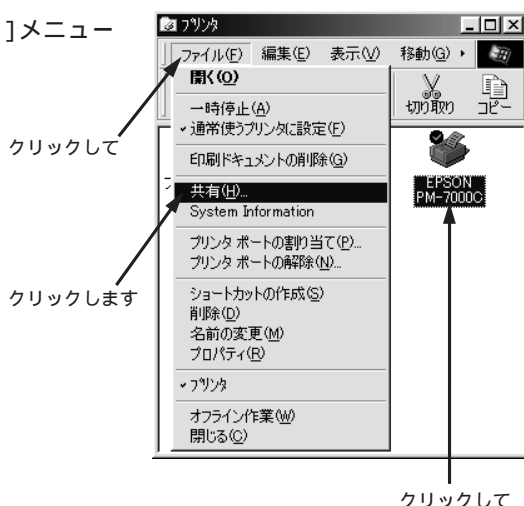 ]メニュー
プリンタ
ファイル(F) 編集(E) 表示(V) 移動(G)
切り取り コピー
開く(O)
一時停止(A)
通常使うプリンタに設定(F)
印刷ドキュメントの削除(G)
共有(H)...
System Information
プリンタ ポートの割り当て(P)...
プリンタ ポートの解除(N)...
ショートカットの作成(S)
削除(D)
名前の変更(M)
プロパティ(R)
プリンタ
オフライン作業(W)
閉じる(C)
EPSON
PM-7000C
クリックして
クリックします
クリックして